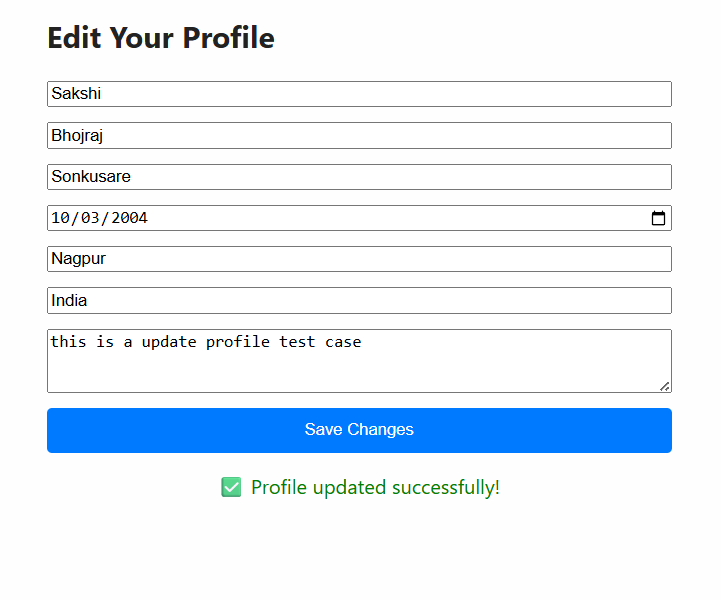 Edit Your Profile
Sakshi
Bhojraj
Sonkusare
10/03/2004
Nagpur
India
this is a update profile test case
Save Changes
✅ Profile updated successfully!